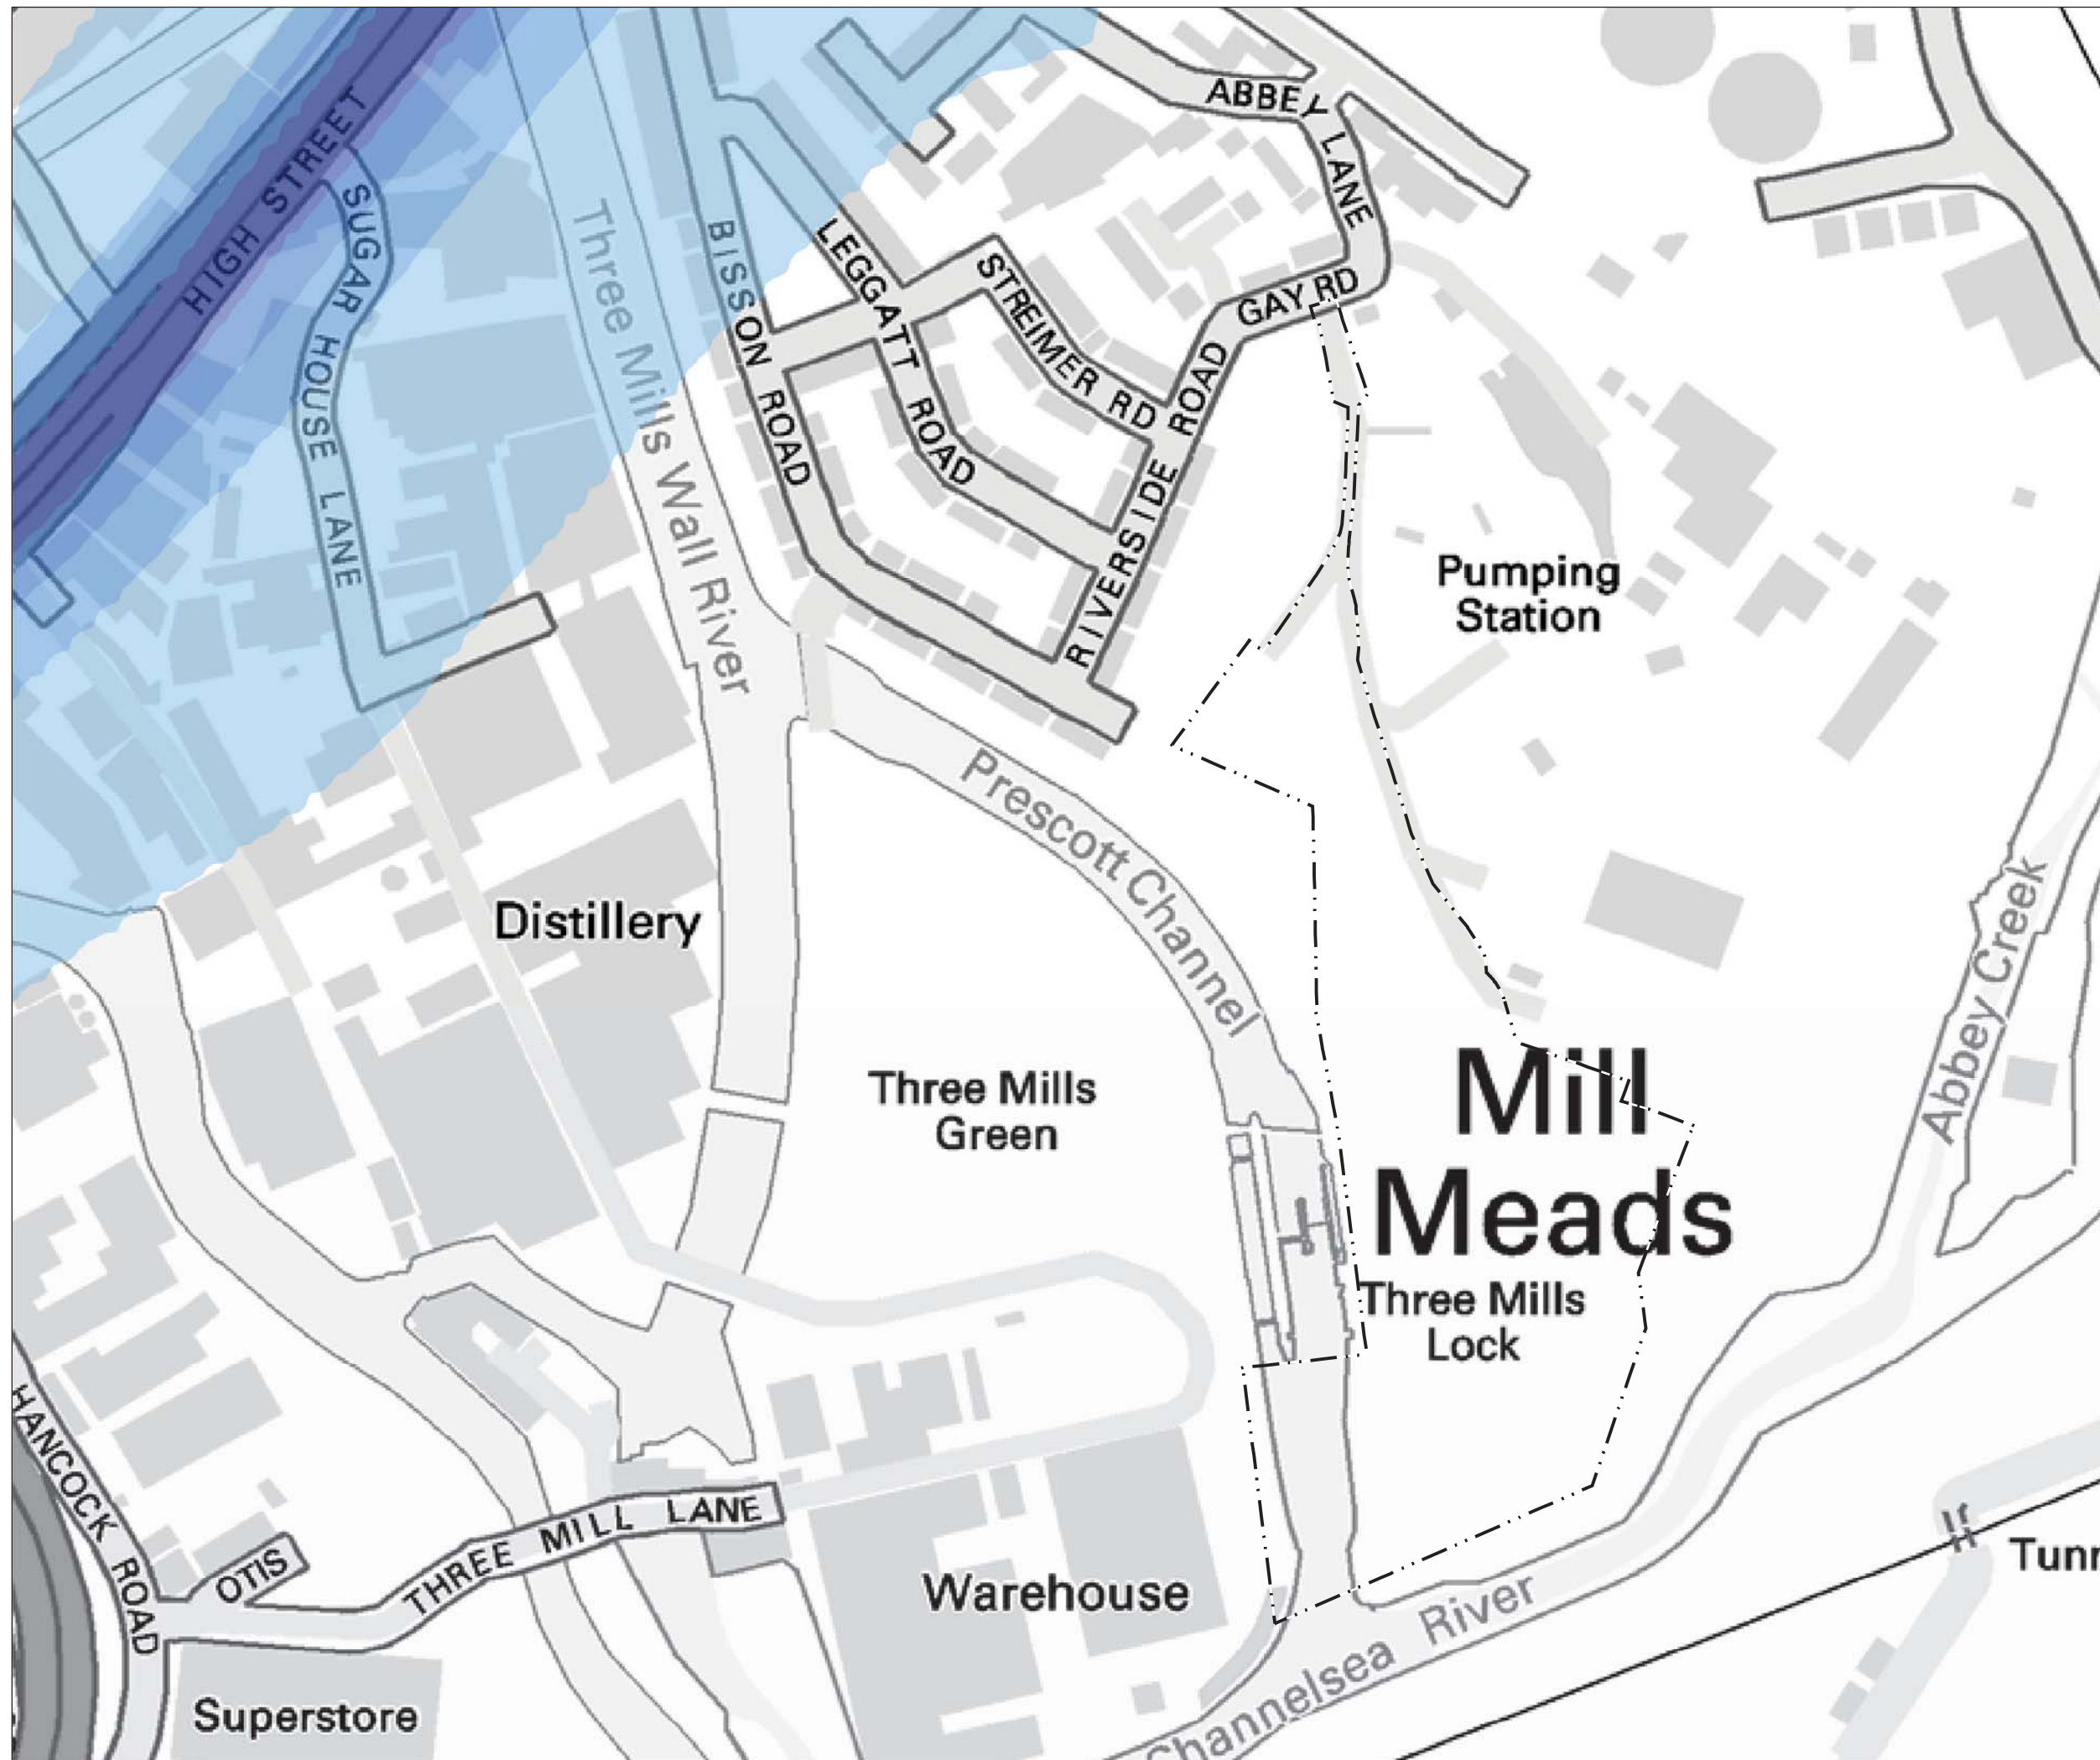 ABBEY LANE
HIGH STREET
SUGAR HOUSE LANE
Three Mills Wall River
BISSON ROAD
LEGGATT ROAD
STREIMER RD
GAY RD
RIVERSIDE ROAD
Pumping
Station
Prescott Channel
Distillery
Abbey Creek
Three Mills
Green
Mill
Meads
Three Mills
Lock
HANCOCK ROAD
OTIS
THREE MILL LANE
Warehouse
Channelsea River
Superstore